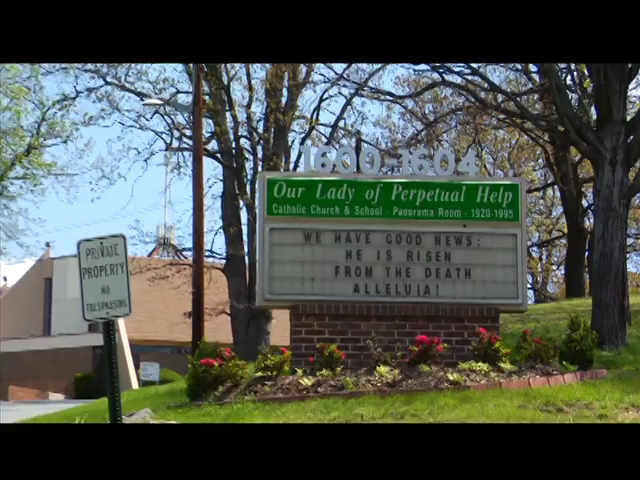 1600-1604
Our Lady of Perpetual Help
Catholic Church & School - Panarama Room - 1920-1995
WE HAVE GOOD NEWS:
HE IS RISEN
FROM THE DEATH
ALLELUIA!
PRIVATE
PROPERTY
NO
TRESPASSING